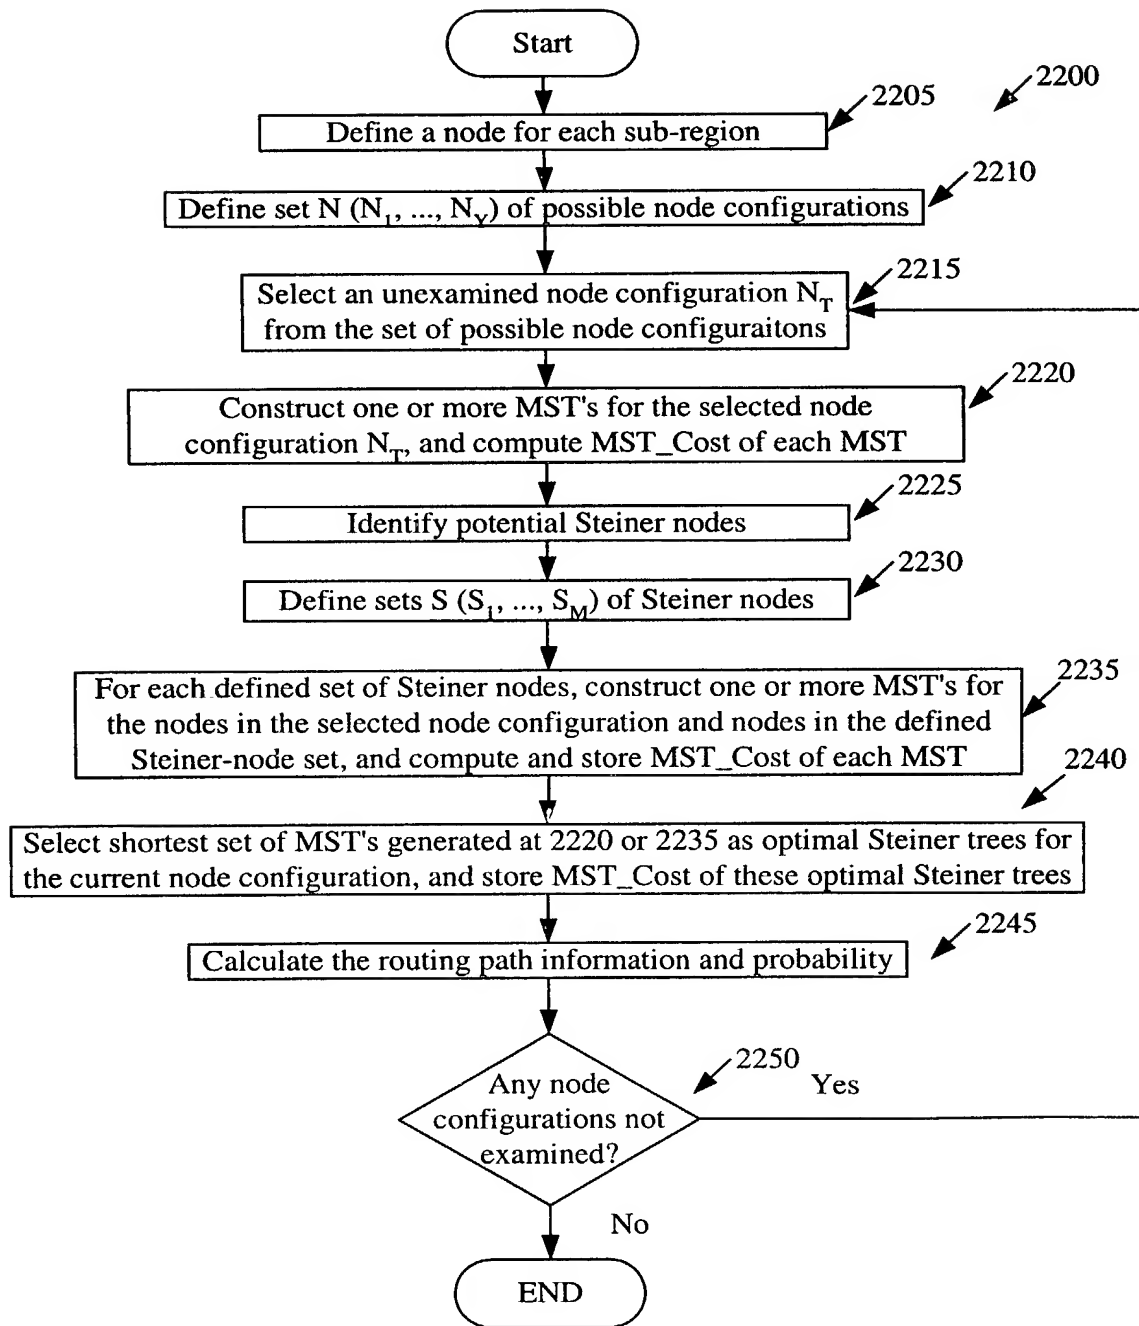 Start
2200
2205
Define a node for each sub-region
2210
Define set N (N₁, ..., N_Y) of possible node configurations
2215
Select an unexamined node configuration N_T
from the set of possible node configuraitons
2220
Construct one or more MST's for the selected node
configuration N_T, and compute MST_Cost of each MST
2225
Identify potential Steiner nodes
2230
Define sets S (S₁, ..., S_M) of Steiner nodes
2235
For each defined set of Steiner nodes, construct one or more MST's for
the nodes in the selected node configuration and nodes in the defined
Steiner-node set, and compute and store MST_Cost of each MST
2240
Select shortest set of MST's generated at 2220 or 2235 as optimal Steiner trees for
the current node configuration, and store MST_Cost of these optimal Steiner trees
2245
Calculate the routing path information and probability
2250
Any node
configurations not
examined?
Yes
No
END